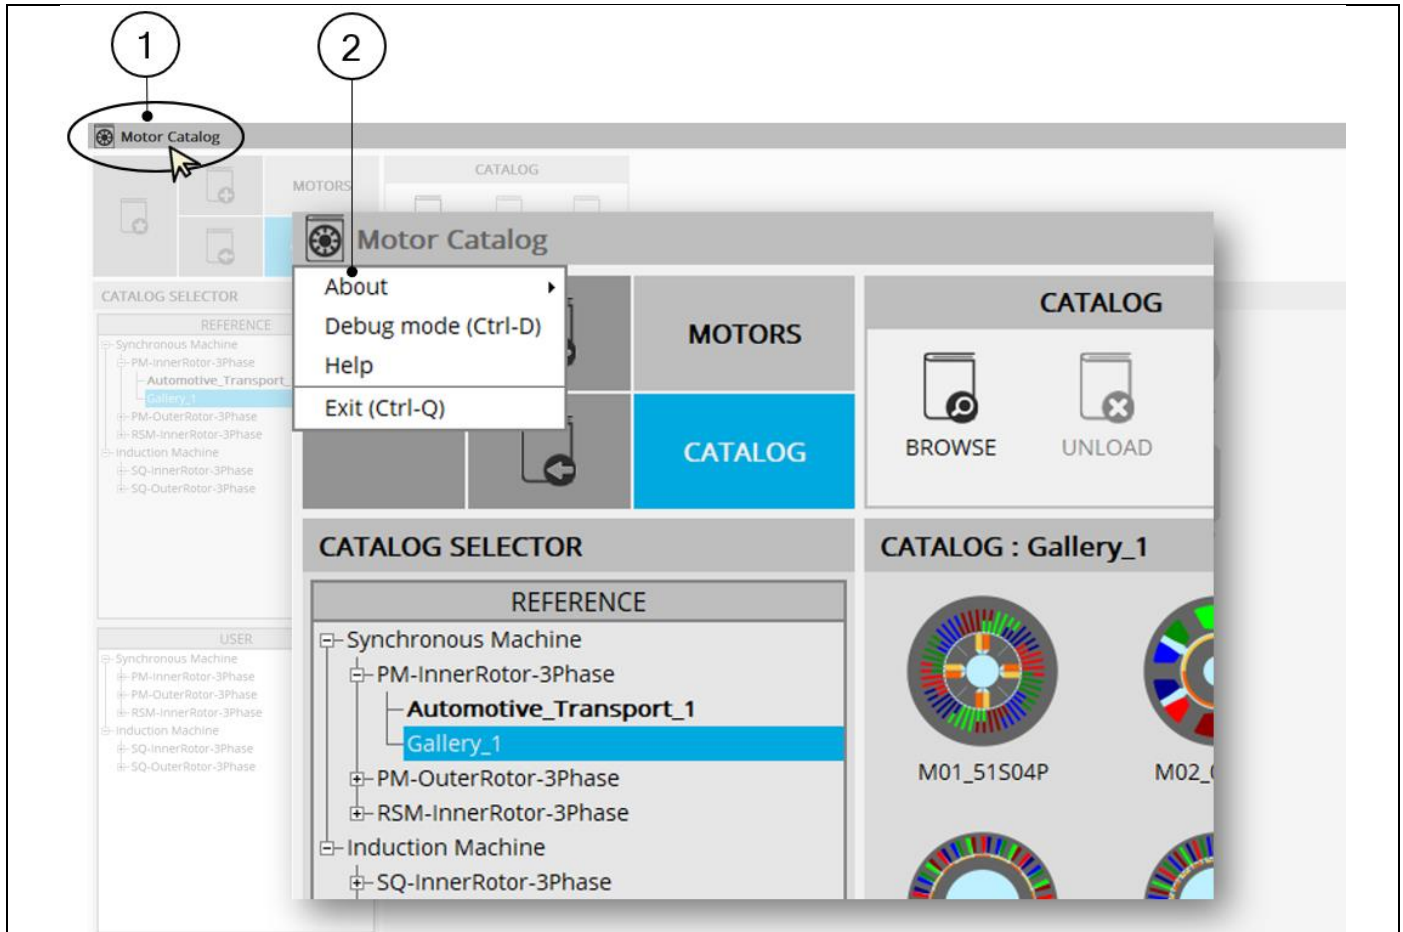 1
2
Motor Catalog
CATALOG
MOTORS
CATALOG SELECTOR
REFERENCE
Synchronous Machine
PM-InnerRotor-3Phase
Automotive_Transport_
Gallery_1
PM-OuterRotor-3Phase
RSM-InnerRotor-3Phase
Induction Machine
SQ-InnerRotor-3Phase
SQ-OuterRotor-3Phase
USER
Synchronous Machine
PM-InnerRotor-3Phase
PM-OuterRotor-3Phase
RSM-InnerRotor-3Phase
Induction Machine
SQ-InnerRotor-3Phase
SQ-OuterRotor-3Phase
Motor Catalog
About
Debug mode (Ctrl-D)
Help
Exit (Ctrl-Q)
MOTORS
CATALOG
CATALOG
BROWSE
UNLOAD
CATALOG SELECTOR
REFERENCE
Synchronous Machine
PM-InnerRotor-3Phase
Automotive_Transport_1
Gallery_1
PM-OuterRotor-3Phase
RSM-InnerRotor-3Phase
Induction Machine
SQ-InnerRotor-3Phase
CATALOG : Gallery_1
M01_51S04P
M02_